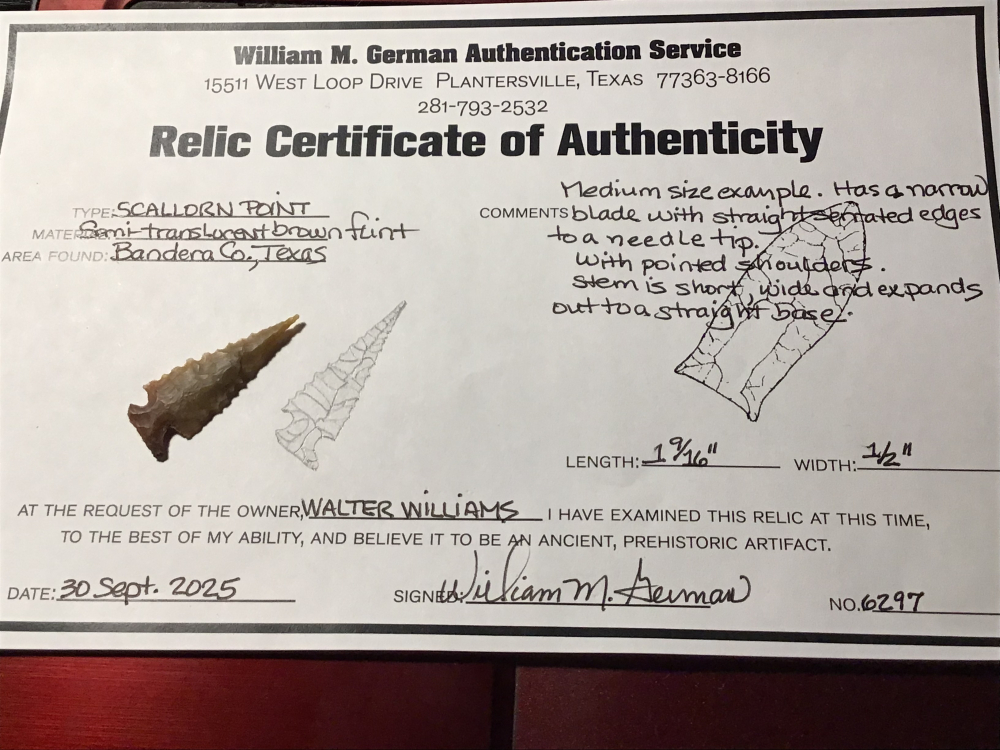 William M. German Authentication Service
15511 West Loop Drive Plantersville, Texas 77363-8166
281-793-2532
Relic Certificate of Authenticity
TYPE: SCALLORN POINT
MATERIAL: Semi-translucent brown flint
AREA FOUND: Bandera Co., Texas
COMMENTS Medium size example. Has a narrow
blade with straight serrated edges
to a needle tip.
with pointed shoulders.
stem is short, wide and expands
out to a straight base.
LENGTH: 1 9/16" WIDTH: 1/2"
AT THE REQUEST OF THE OWNER, WALTER WILLIAMS I HAVE EXAMINED THIS RELIC AT THIS TIME,
TO THE BEST OF MY ABILITY, AND BELIEVE IT TO BE AN ANCIENT, PREHISTORIC ARTIFACT.
DATE: 30 Sept. 2025 SIGNED: William M. German NO. 6297